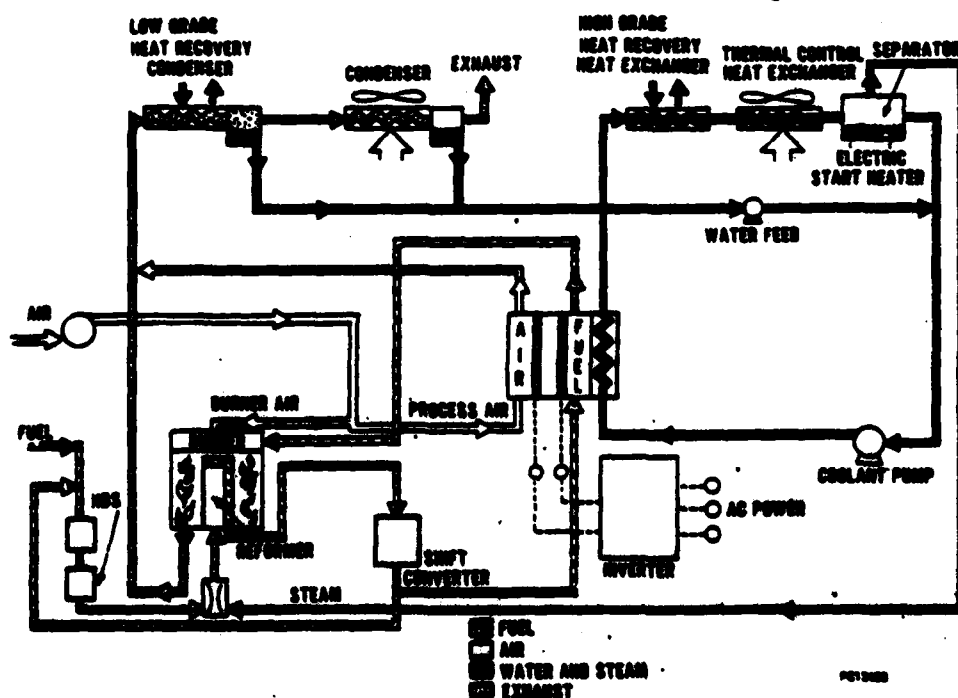 LOW GRADE
HEAT RECOVERY
CONDENSER
CONDENSER
EXHAUST
HIGH GRADE
HEAT RECOVERY
HEAT EXCHANGER
THERMAL CONTROL
HEAT EXCHANGER
SEPARATOR
ELECTRIC
START HEATER
WATER FEED
AIR
AIR
FUEL
BURNER AIR
PROCESS AIR
FUEL
HDS
REFORMER
SHIFT
CONVERTER
STEAM
INVERTER
AC POWER
COOLANT PUMP
FUEL
AIR
WATER AND STEAM
EXHAUST